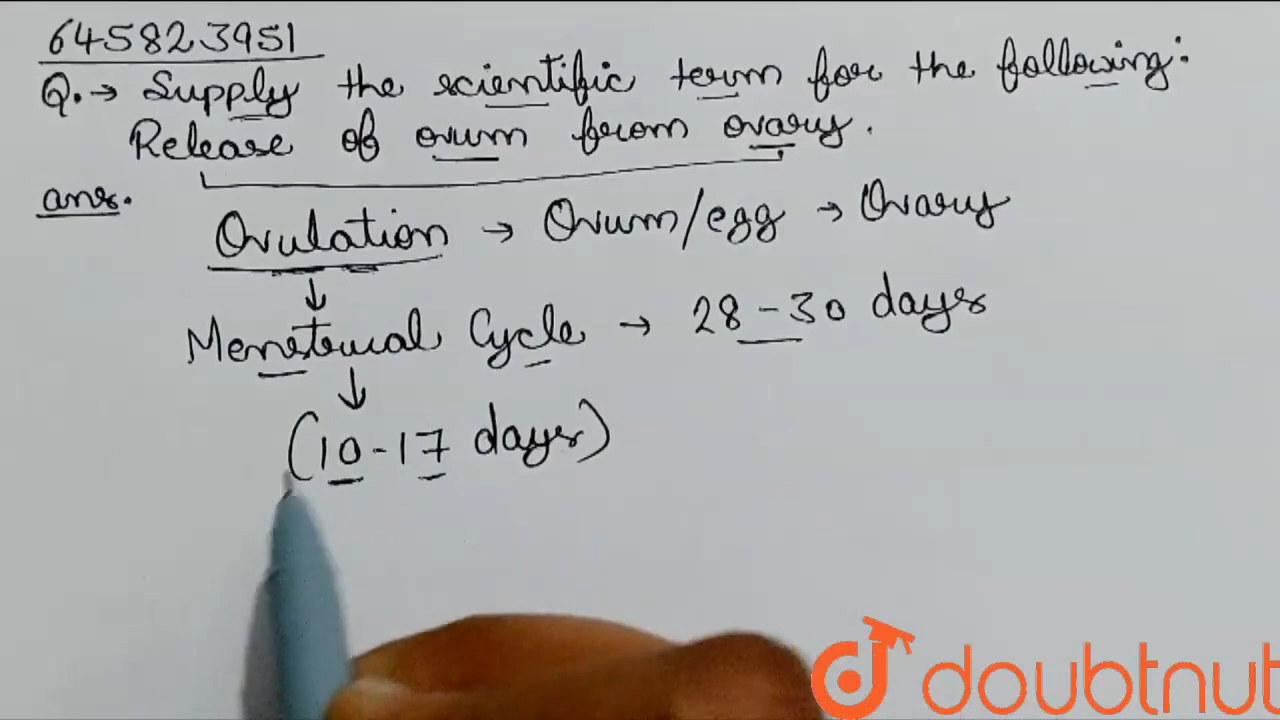 645823951
Q.→ Supply the scientific term for the following:
Release of ovum from ovary.
ans.
Ovulation → Ovum/egg → Ovary
↓
Menstrual Cycle → 28-30 days
↓
(10-17 days)
doubtnut